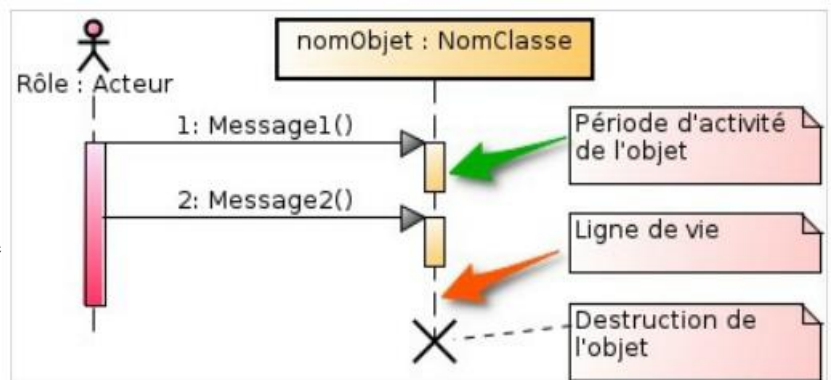 nomObjet : NomClasse
Rôle : Acteur
1: Message1()
Période d'activité
de l'objet
2: Message2()
Ligne de vie
Destruction de
l'objet